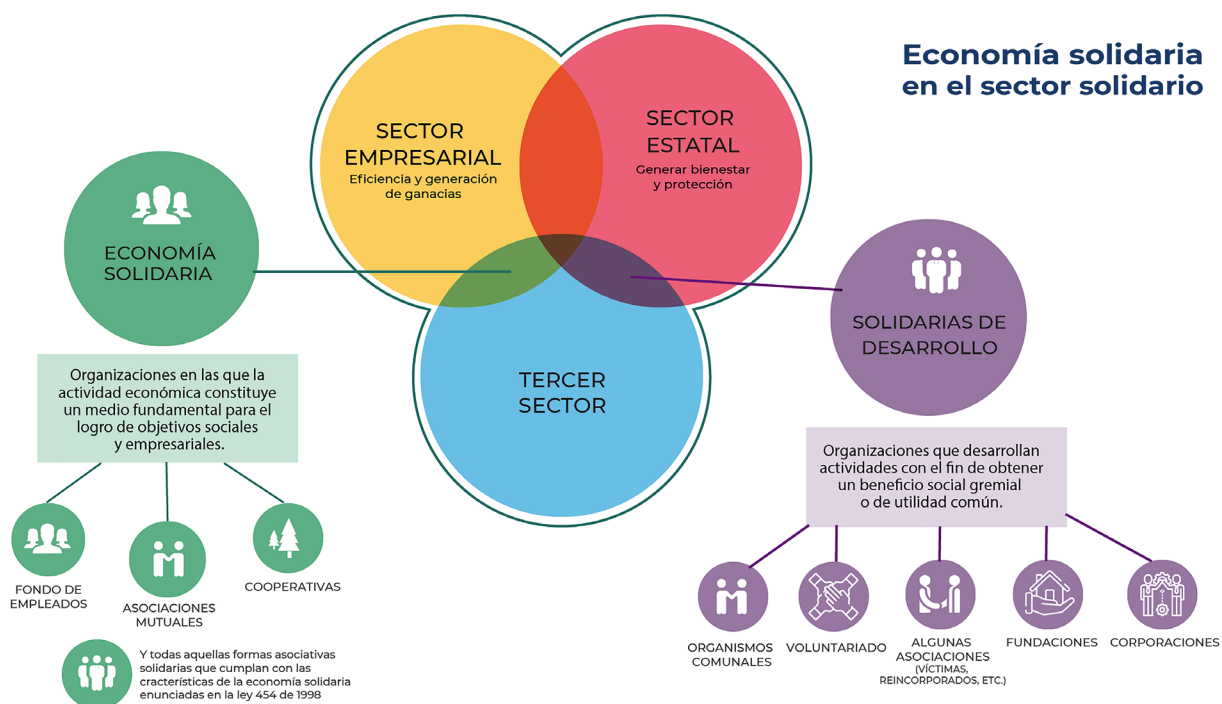 Economía solidaria
en el sector solidario
SECTOR
EMPRESARIAL
Eficiencia y generación
de ganacias
SECTOR
ESTATAL
Generar bienestar
y protección
TERCER
SECTOR
ECONOMÍA
SOLIDARIA
Organizaciones en las que la
actividad económica constituye
un medio fundamental para el
logro de objetivos sociales
y empresariales.
FONDO DE
EMPLEADOS
ASOCIACIONES
MUTUALES
COOPERATIVAS
Y todas aquellas formas asociativas
solidarias que cumplan con las
cracterísticas de la economía solidaria
enunciadas en la ley 454 de 1998
SOLIDARIAS DE
DESARROLLO
Organizaciones que desarrollan
actividades con el fin de obtener
un beneficio social gremial
o de utilidad común.
ORGANISMOS
COMUNALES
VOLUNTARIADO
ALGUNAS
ASOCIACIONES
(VÍCTIMAS,
REINCORPORADOS, ETC.)
FUNDACIONES
CORPORACIONES